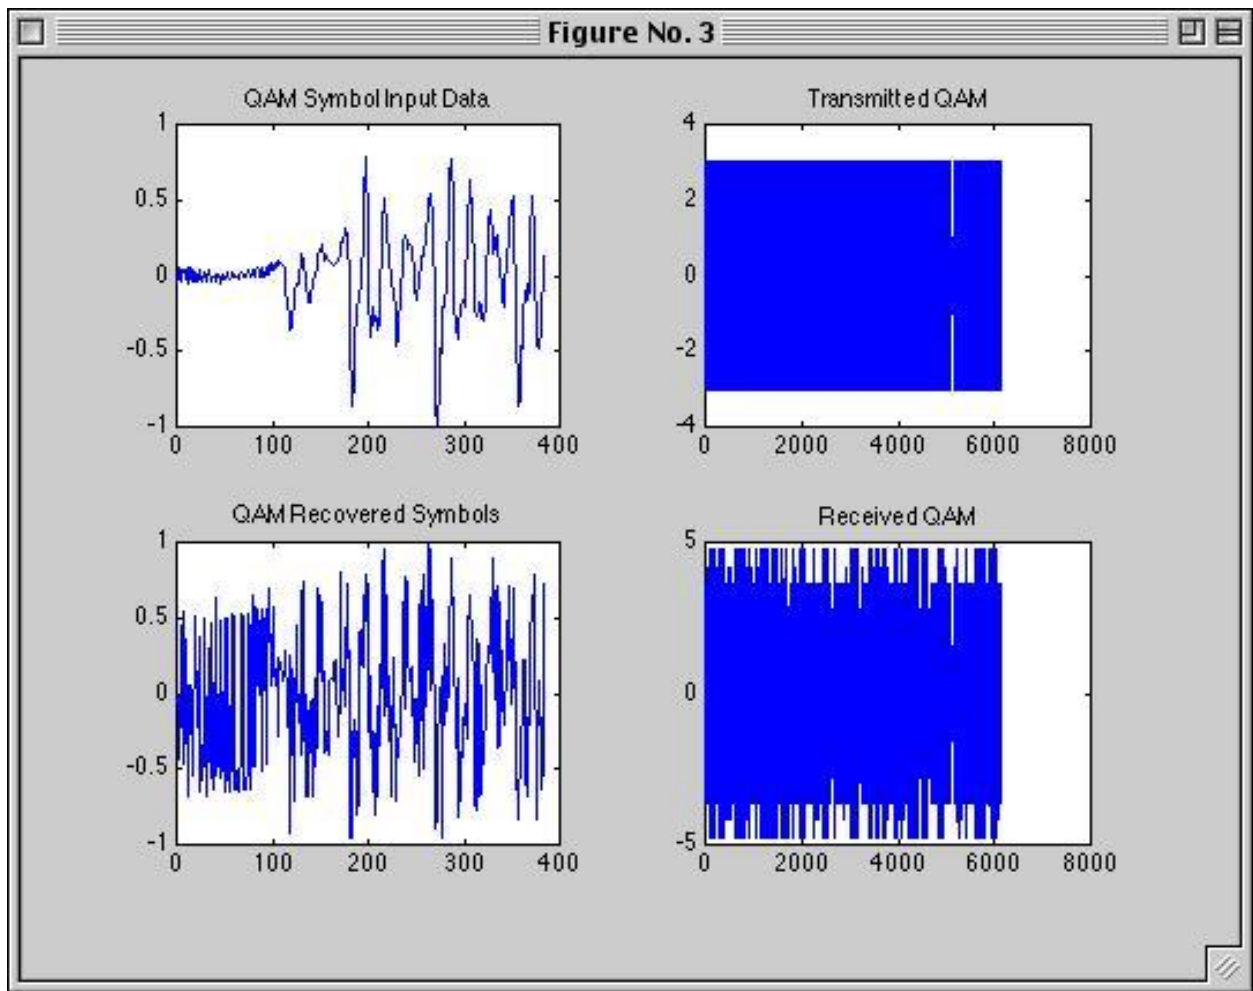 Figure No. 3
QAM Symbol Input Data
1
0.5
0
-0.5
-1
0 100 200 300 400
Transmitted QAM
4
2
0
-2
-4
0 2000 4000 6000 8000
QAM Recovered Symbols
1
0.5
0
-0.5
-1
0 100 200 300 400
Received QAM
5
0
-5
0 2000 4000 6000 8000